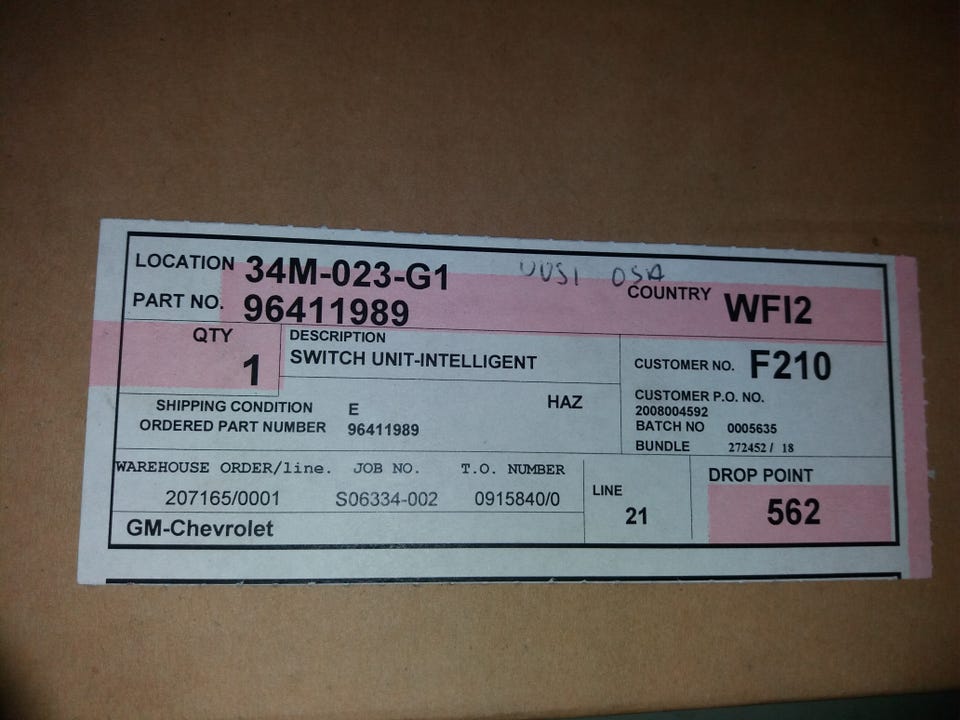 LOCATION 34M-023-G1
UUSI OSA
PART NO. 96411989
COUNTRY WFI2
QTY
1
DESCRIPTION
SWITCH UNIT-INTELLIGENT
CUSTOMER NO. F210
SHIPPING CONDITION E HAZ
ORDERED PART NUMBER 96411989
CUSTOMER P.O. NO.
2008004592
BATCH NO 0005635
BUNDLE 272452 / 18
WAREHOUSE ORDER/line. JOB NO. T.O. NUMBER
207165/0001 S06334-002 0915840/0
LINE
21
DROP POINT
562
GM-Chevrolet